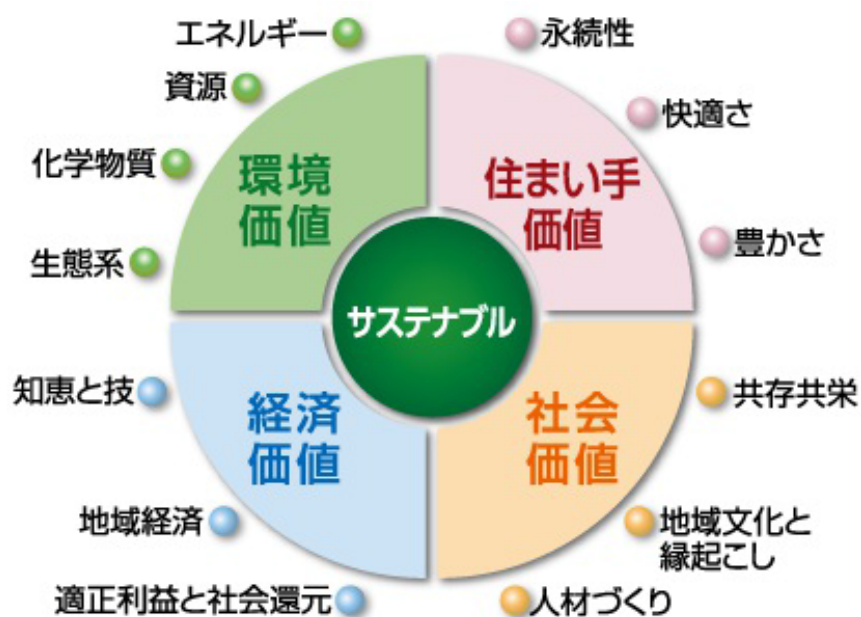 エネルギー
資源
化学物質
生態系
環境
価値
永続性
快適さ
豊かさ
住まい手
価値
サステナブル
知恵と技
地域経済
適正利益と社会還元
経済
価値
共存共栄
地域文化と
縁起こし
人材づくり
社会
価値